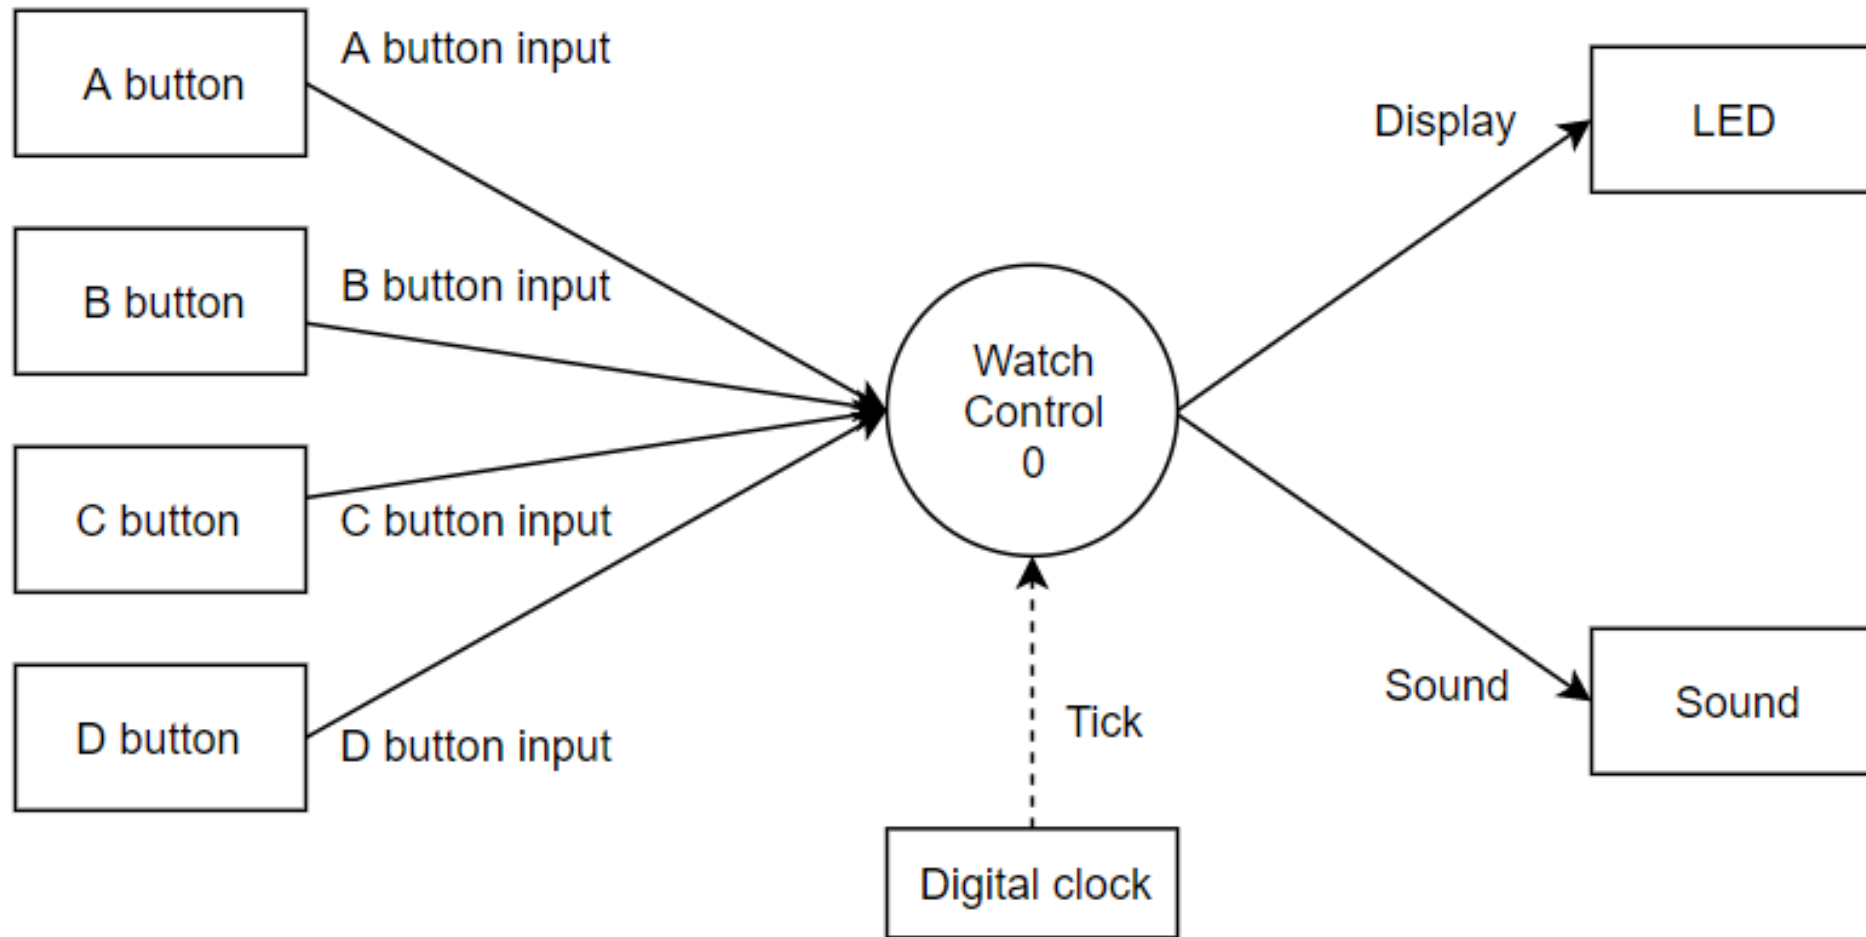 A button
A button input
B button
B button input
C button
C button input
D button
D button input
Watch
Control
0
Tick
Digital clock
Display
LED
Sound
Sound